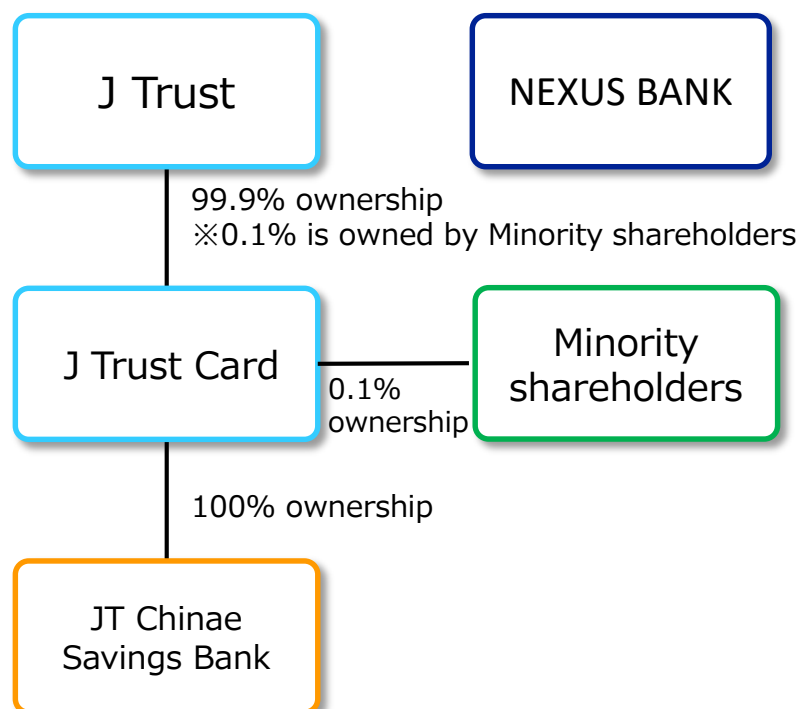 J Trust
NEXUS BANK
99.9% ownership
※0.1% is owned by Minority shareholders
J Trust Card
0.1%
ownership
Minority
shareholders
100% ownership
JT Chinae
Savings Bank